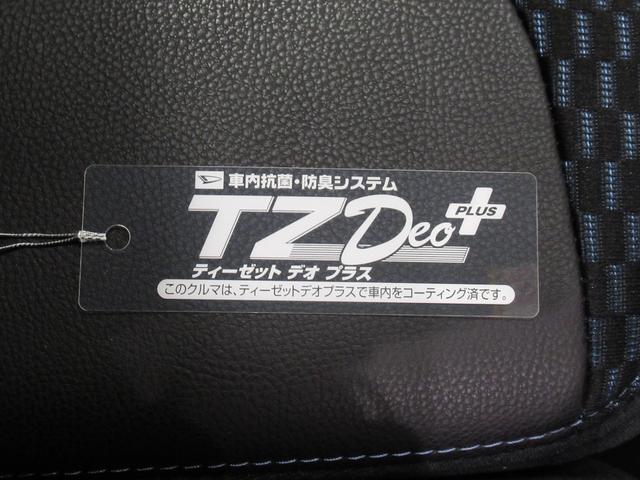 車内抗菌・防臭システム
TZ Deo PLUS
ティーゼット デオ プラス
このクルマは、ティーゼットデオプラスで車内をコーティング済です。